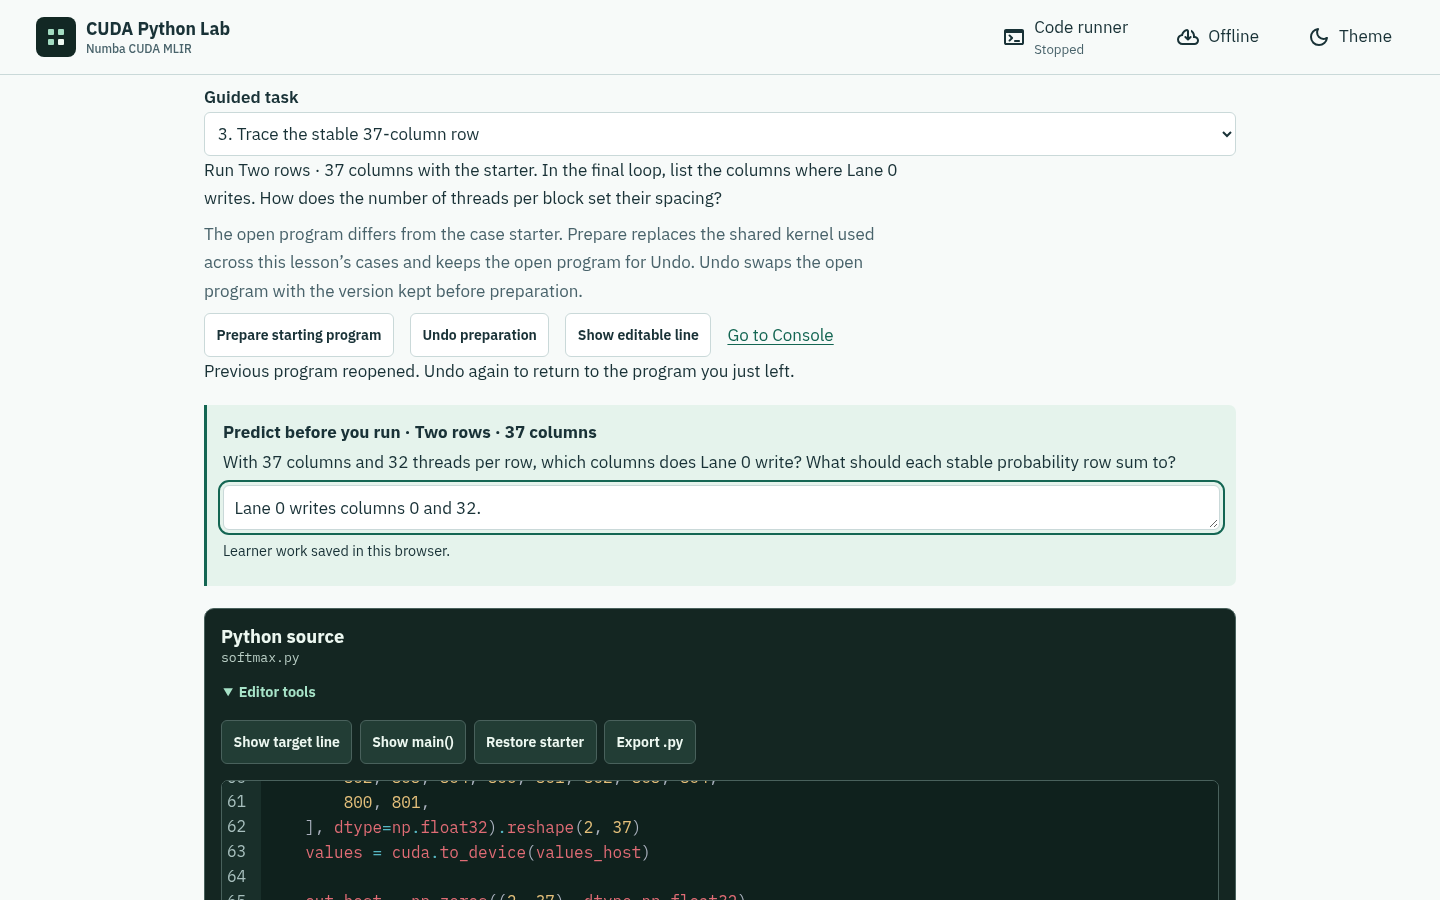 CUDA Python Lab
Numba CUDA MLIR
Code runner
Stopped
Offline
Theme
Guided task
3. Trace the stable 37-column row
Run Two rows · 37 columns with the starter. In the final loop, list the columns where Lane 0
writes. How does the number of threads per block set their spacing?
The open program differs from the case starter. Prepare replaces the shared kernel used
across this lesson’s cases and keeps the open program for Undo. Undo swaps the open
program with the version kept before preparation.
Prepare starting program
Undo preparation
Show editable line
Go to Console
Previous program reopened. Undo again to return to the program you just left.
Predict before you run · Two rows · 37 columns
With 37 columns and 32 threads per row, which columns does Lane 0 write? What should each stable probability row sum to?
Lane 0 writes columns 0 and 32.
Learner work saved in this browser.
Python source
softmax.py
▼ Editor tools
Show target line
Show main()
Restore starter
Export .py
61 800, 801,
62 ], dtype=np.float32).reshape(2, 37)
63 values = cuda.to_device(values_host)
64